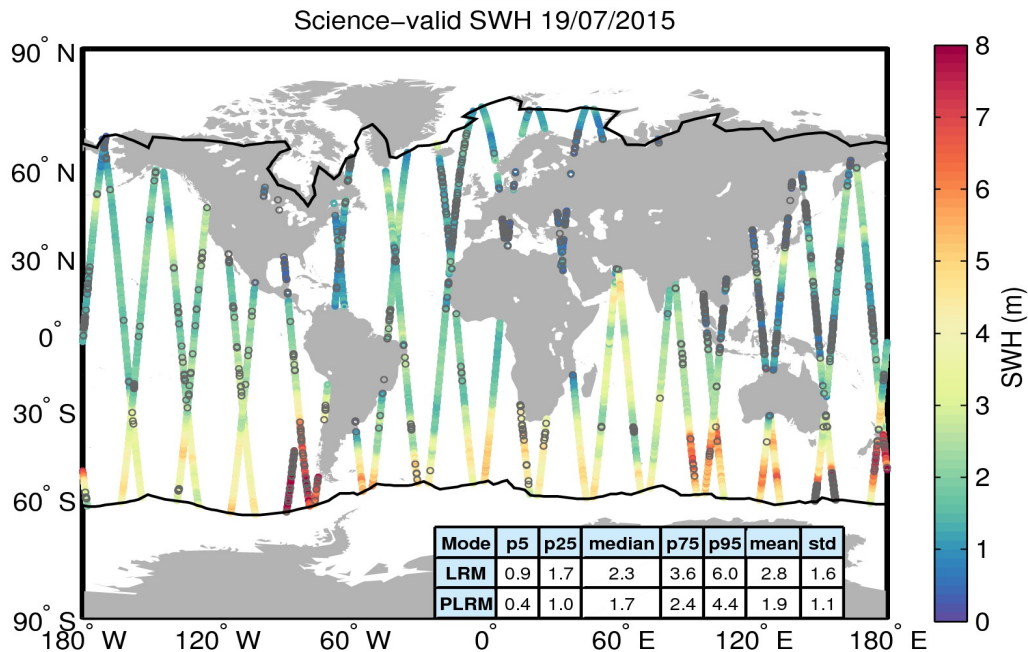 Science−valid SWH 19/07/2015
90° N
60° N
30° N
0°
30° S
60° S
90° S
180° W
120° W
60° W
0°
60° E
120° E
180° E
Mode p5 p25 median p75 p95 mean std
LRM 0.9 1.7 2.3 3.6 6.0 2.8 1.6
PLRM 0.4 1.0 1.7 2.4 4.4 1.9 1.1
8
7
6
5
4
3
2
1
0
SWH (m)